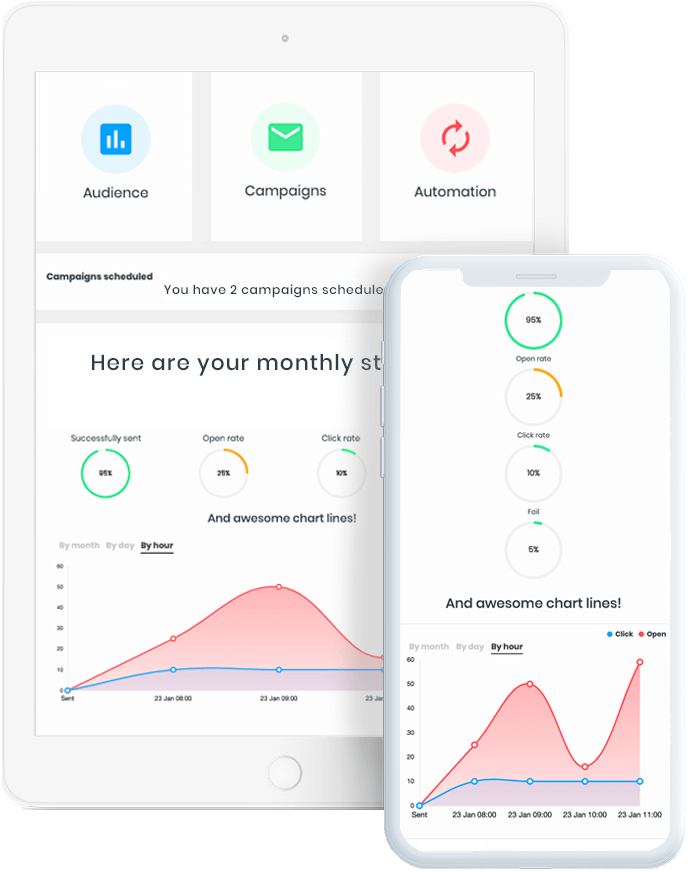 Audience
Campaigns
Automation
Campaigns scheduled
You have 2 campaigns schedule
Here are your monthly st
Successfully sent
Open rate
Click rate
95%
25%
10%
And awesome chart lines!
By month By day By hour
60
50
40
30
20
10
0
Sent
23 Jan 08:00
23 Jan 09:00
23 Jan
95%
Open rate
25%
Click rate
10%
Fail
5%
And awesome chart lines!
Click Open
By month By day By hour
60
50
40
30
20
10
0
Sent
23 Jan 08:00
23 Jan 09:00
23 Jan 10:00
23 Jan 11:00